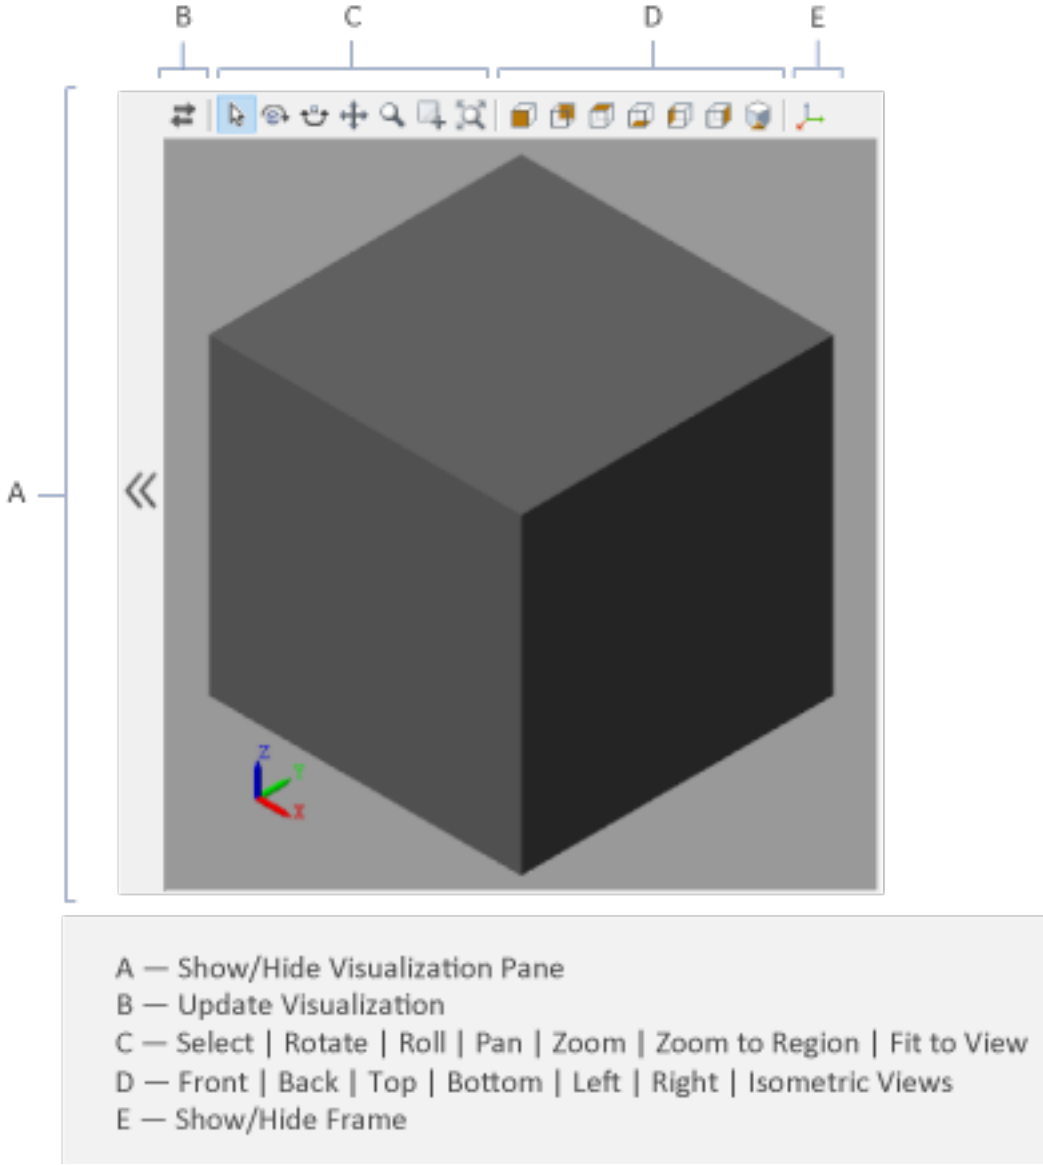 B C D E
A
Z
Y
X
A — Show/Hide Visualization Pane
B — Update Visualization
C — Select | Rotate | Roll | Pan | Zoom | Zoom to Region | Fit to View
D — Front | Back | Top | Bottom | Left | Right | Isometric Views
E — Show/Hide Frame